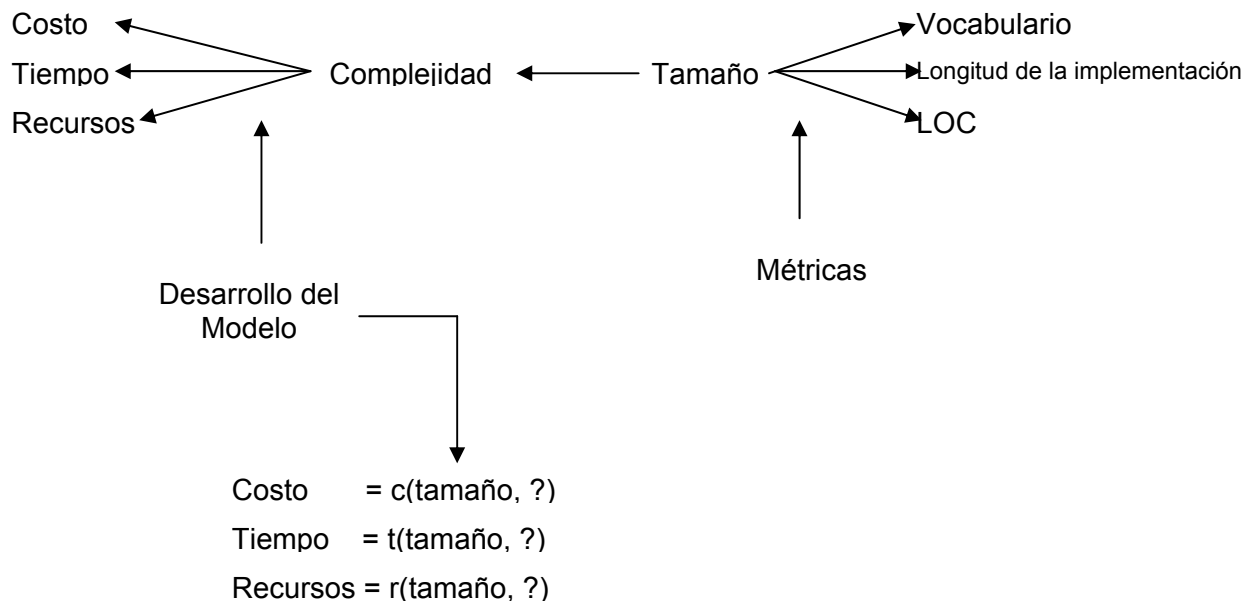 Costo
Tiempo
Recursos
Complejidad
Tamaño
Vocabulario
Longitud de la implementación
LOC
Desarrollo del
Modelo
Métricas
Costo = c(tamaño, ?)
Tiempo = t(tamaño, ?)
Recursos = r(tamaño, ?)